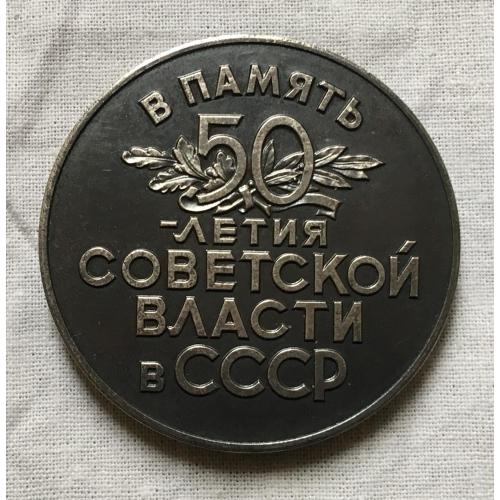 В ПАМЯТЬ
50
-ЛЕТИЯ
СОВЕТСКОЙ
ВЛАСТИ
в СССР